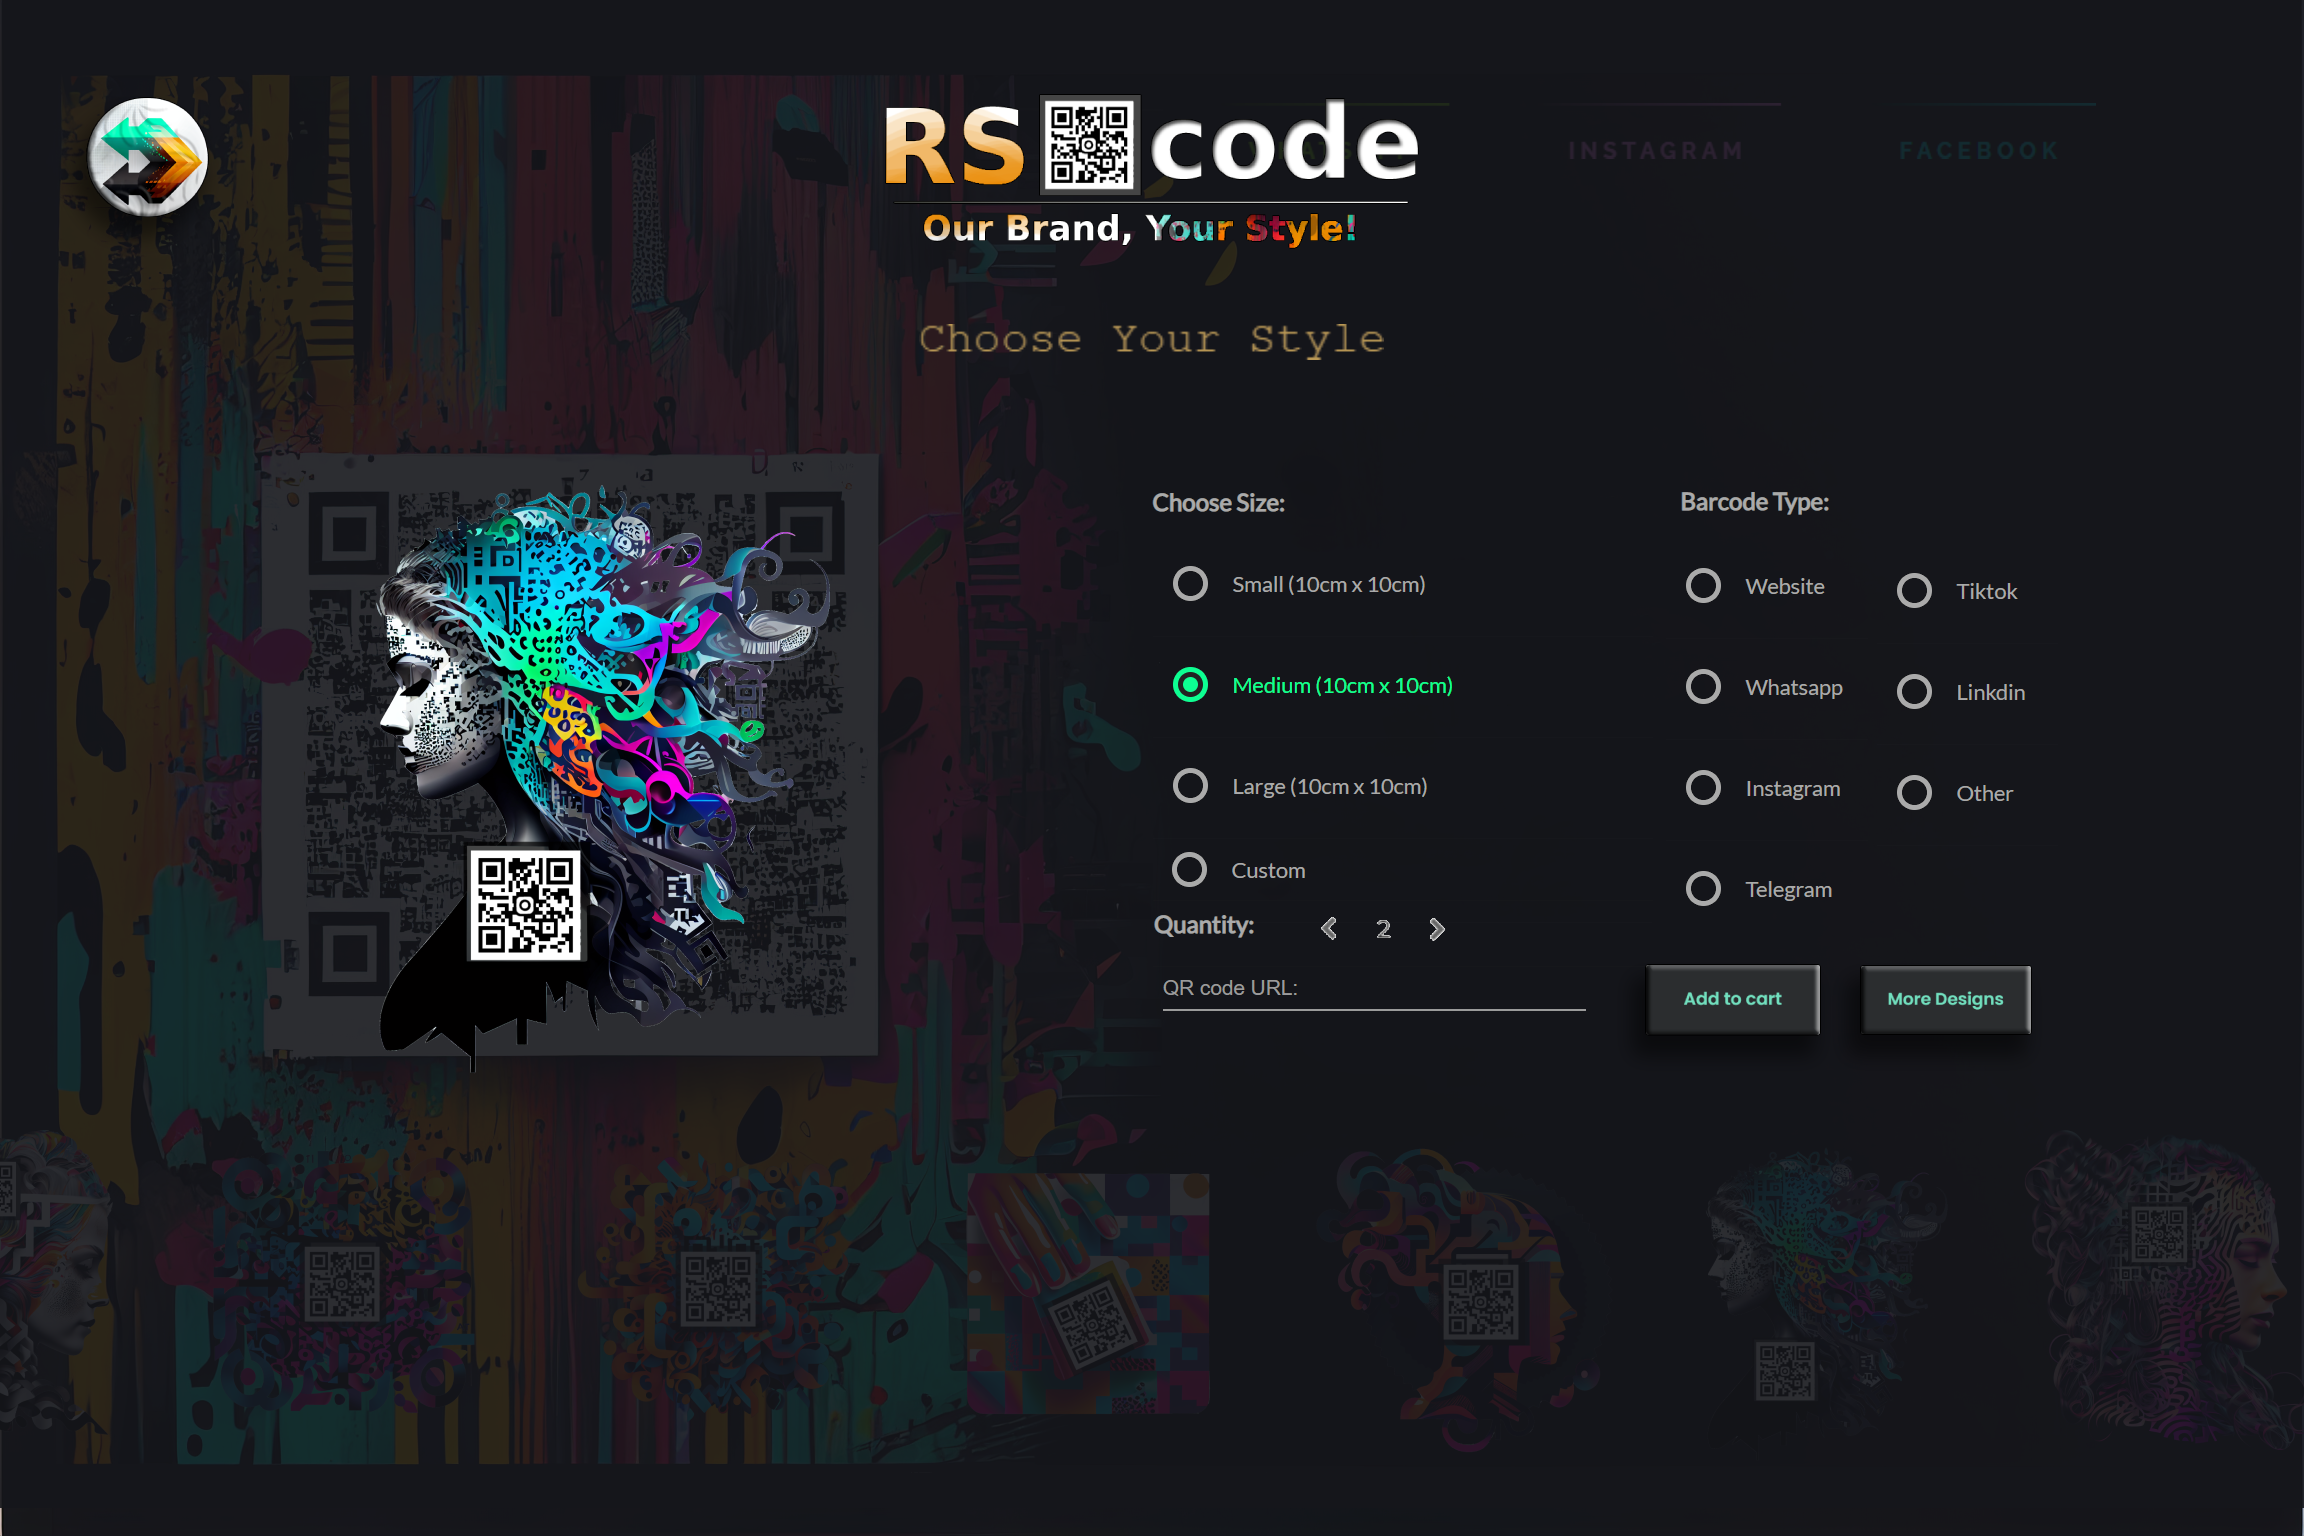 RS code
INSTAGRAM
FACEBOOK
Our Brand, Your Style!
Choose Your Style
Choose Size:
Small (10cm x 10cm)
Medium (10cm x 10cm)
Large (10cm x 10cm)
Custom
Quantity:
2
QR code URL:
Barcode Type:
Website
Tiktok
Whatsapp
Linkdin
Instagram
Other
Telegram
Add to cart
More Designs